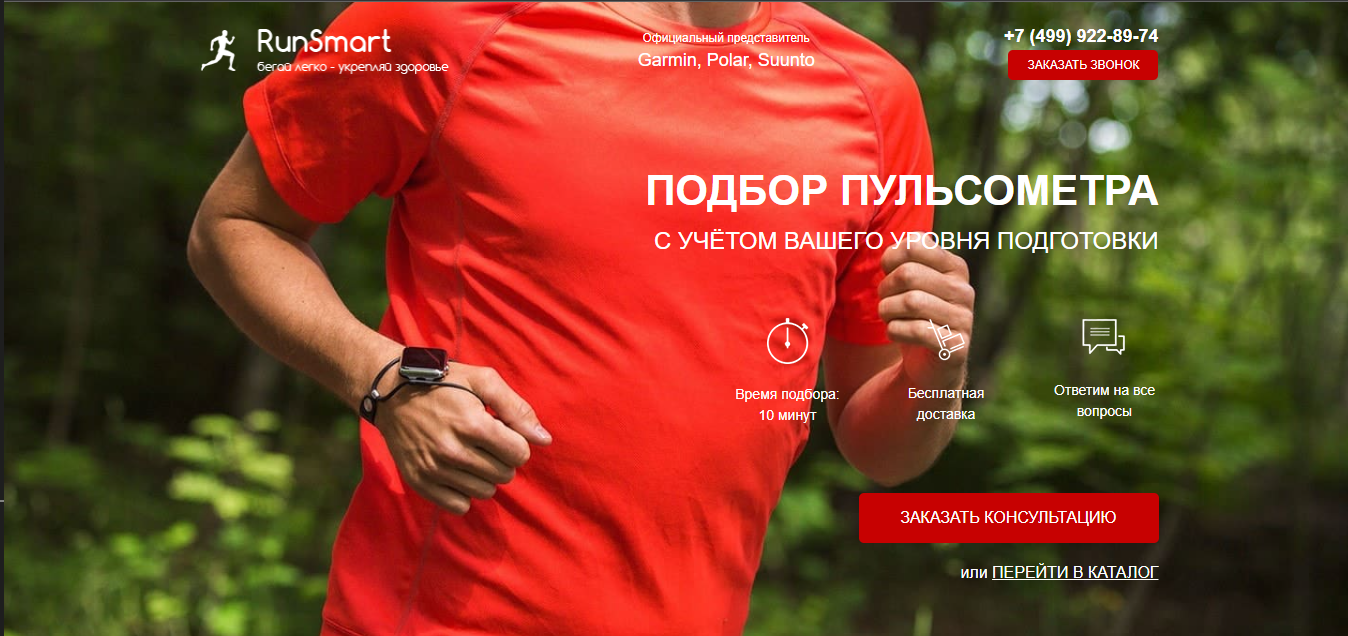 RunSmart
бегай легко - укрепляй здоровье
Официальный представитель
Garmin, Polar, Suunto
+7 (499) 922-89-74
ЗАКАЗАТЬ ЗВОНОК
ПОДБОР ПУЛЬСОМЕТРА
С УЧЁТОМ ВАШЕГО УРОВНЯ ПОДГОТОВКИ
Время подбора:
10 минут
Бесплатная
доставка
Ответим на все
вопросы
ЗАКАЗАТЬ КОНСУЛЬТАЦИЮ
или ПЕРЕЙТИ В КАТАЛОГ